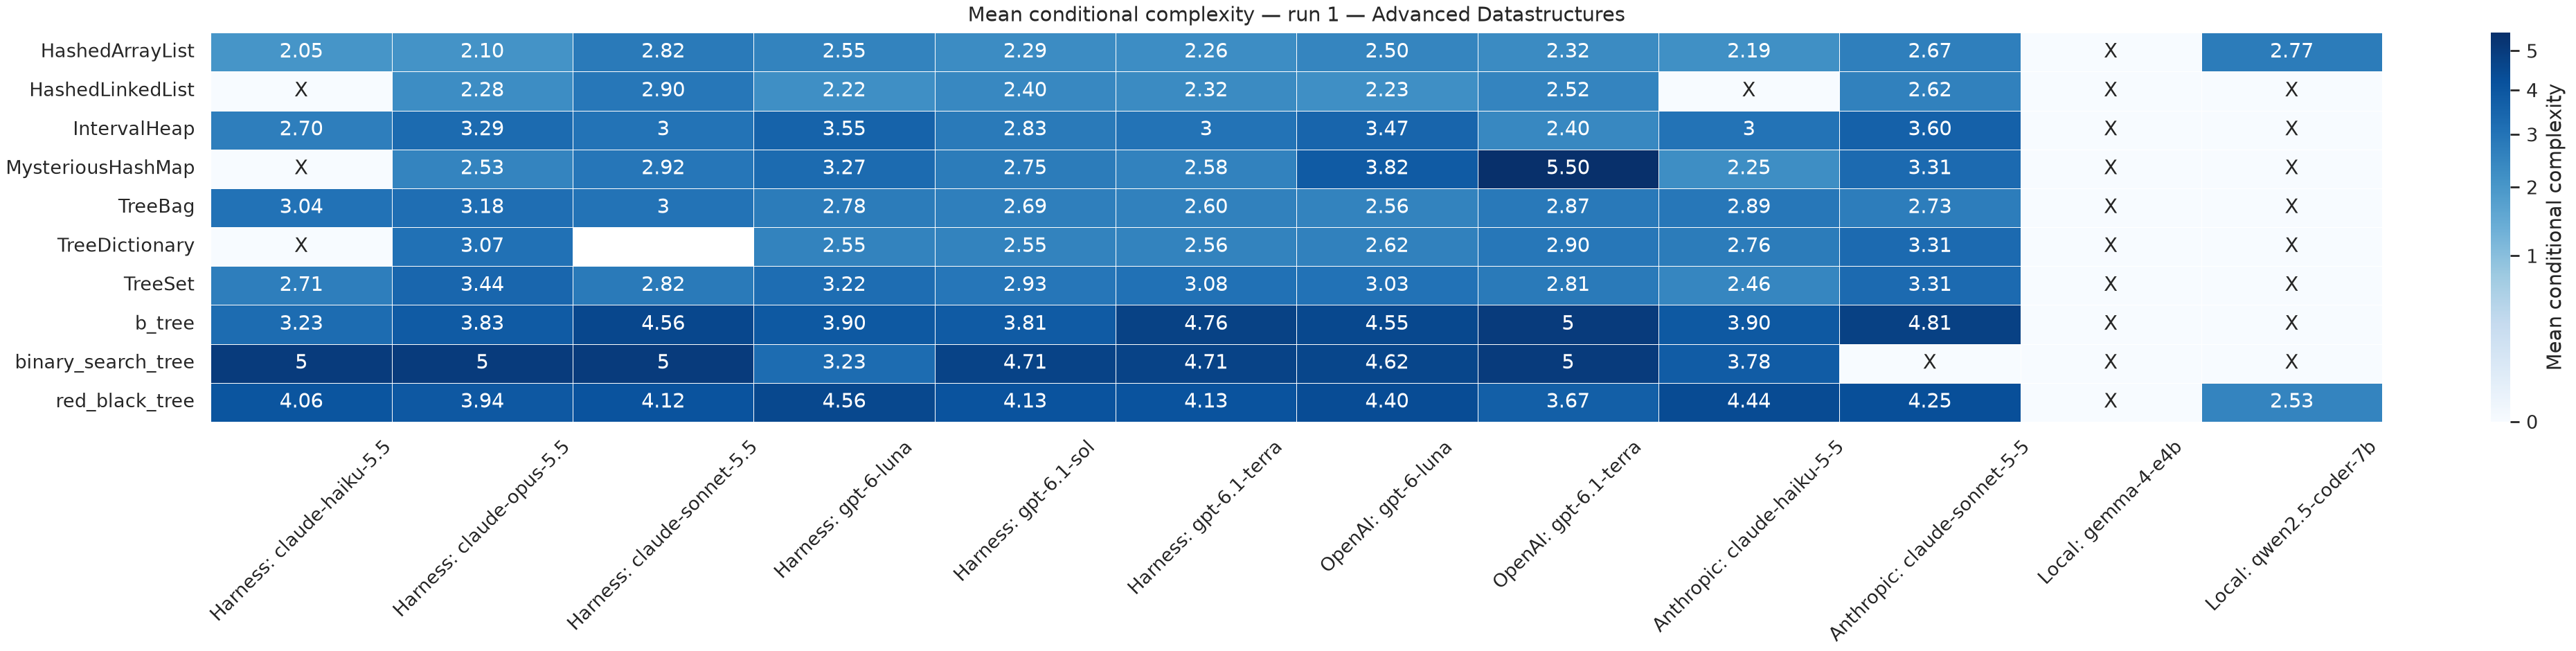 Mean conditional complexity — run 1 — Advanced Datastructures
HashedArrayList 2.05 2.10 2.82 2.55 2.29 2.26 2.50 2.32 2.19 2.67 X 2.77
HashedLinkedList X 2.28 2.90 2.22 2.40 2.32 2.23 2.52 X 2.62 X X
IntervalHeap 2.70 3.29 3 3.55 2.83 3 3.47 2.40 3 3.60 X X
MysteriousHashMap X 2.53 2.92 3.27 2.75 2.58 3.82 5.50 2.25 3.31 X X
TreeBag 3.04 3.18 3 2.78 2.69 2.60 2.56 2.87 2.89 2.73 X X
TreeDictionary X 3.07 2.55 2.55 2.56 2.62 2.90 2.76 3.31 X X
TreeSet 2.71 3.44 2.82 3.22 2.93 3.08 3.03 2.81 2.46 3.31 X X
b_tree 3.23 3.83 4.56 3.90 3.81 4.76 4.55 5 3.90 4.81 X X
binary_search_tree 5 5 5 3.23 4.71 4.71 4.62 5 3.78 X X X
red_black_tree 4.06 3.94 4.12 4.56 4.13 4.13 4.40 3.67 4.44 4.25 X 2.53
Harness: claude-haiku-5.5
Harness: claude-opus-5.5
Harness: claude-sonnet-5.5
Harness: gpt-6-luna
Harness: gpt-6.1-sol
Harness: gpt-6.1-terra
OpenAI: gpt-6-luna
OpenAI: gpt-6.1-terra
Anthropic: claude-haiku-5-5
Anthropic: claude-sonnet-5-5
Local: gemma-4-e4b
Local: qwen2.5-coder-7b
5
4
3
2
1
0
Mean conditional complexity